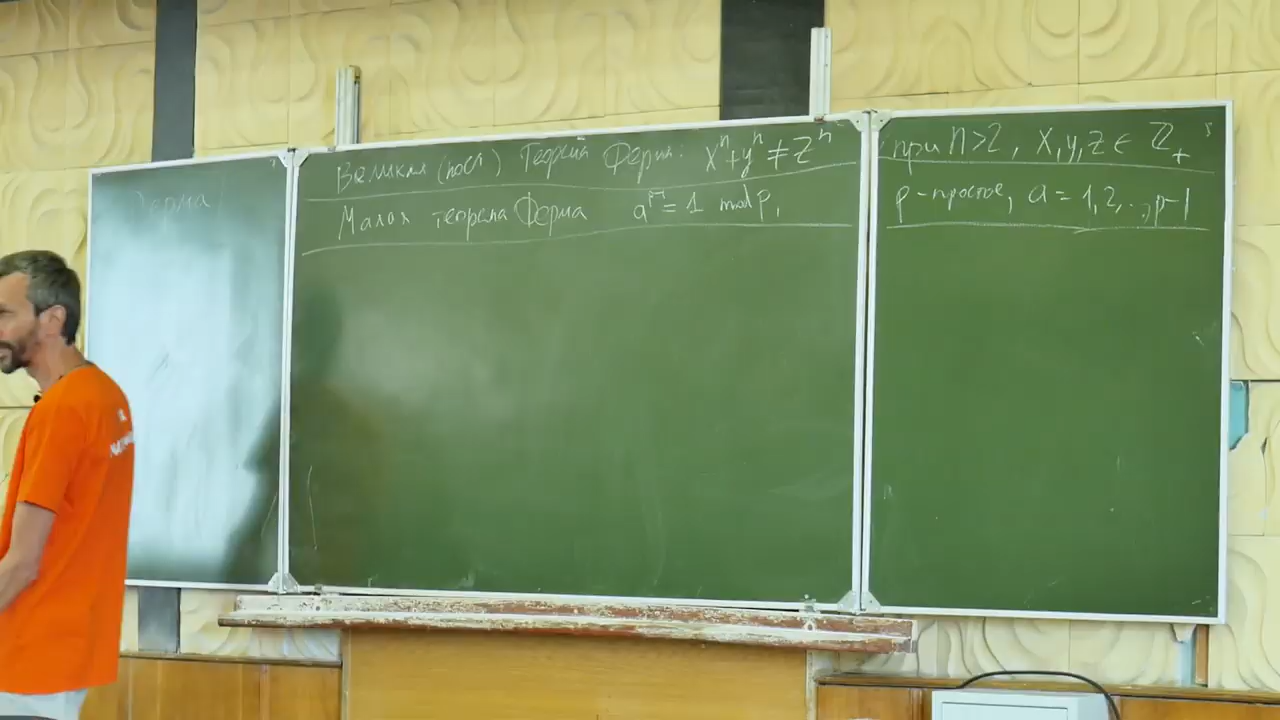 Ферма
Великая (посл) Теорема Ферма: xⁿ+yⁿ ≠ zⁿ при n>2, x,y,z ∈ ℤ₊
Малая теорема Ферма a^{p-1} = 1 mod p, p-простое, a = 1,2,..,p-1